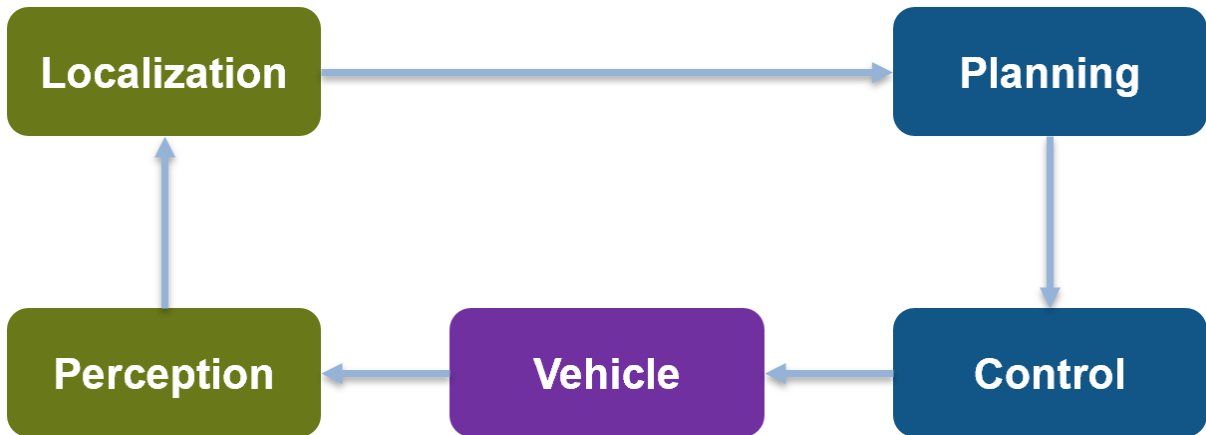 Localization
Planning
Perception
Vehicle
Control